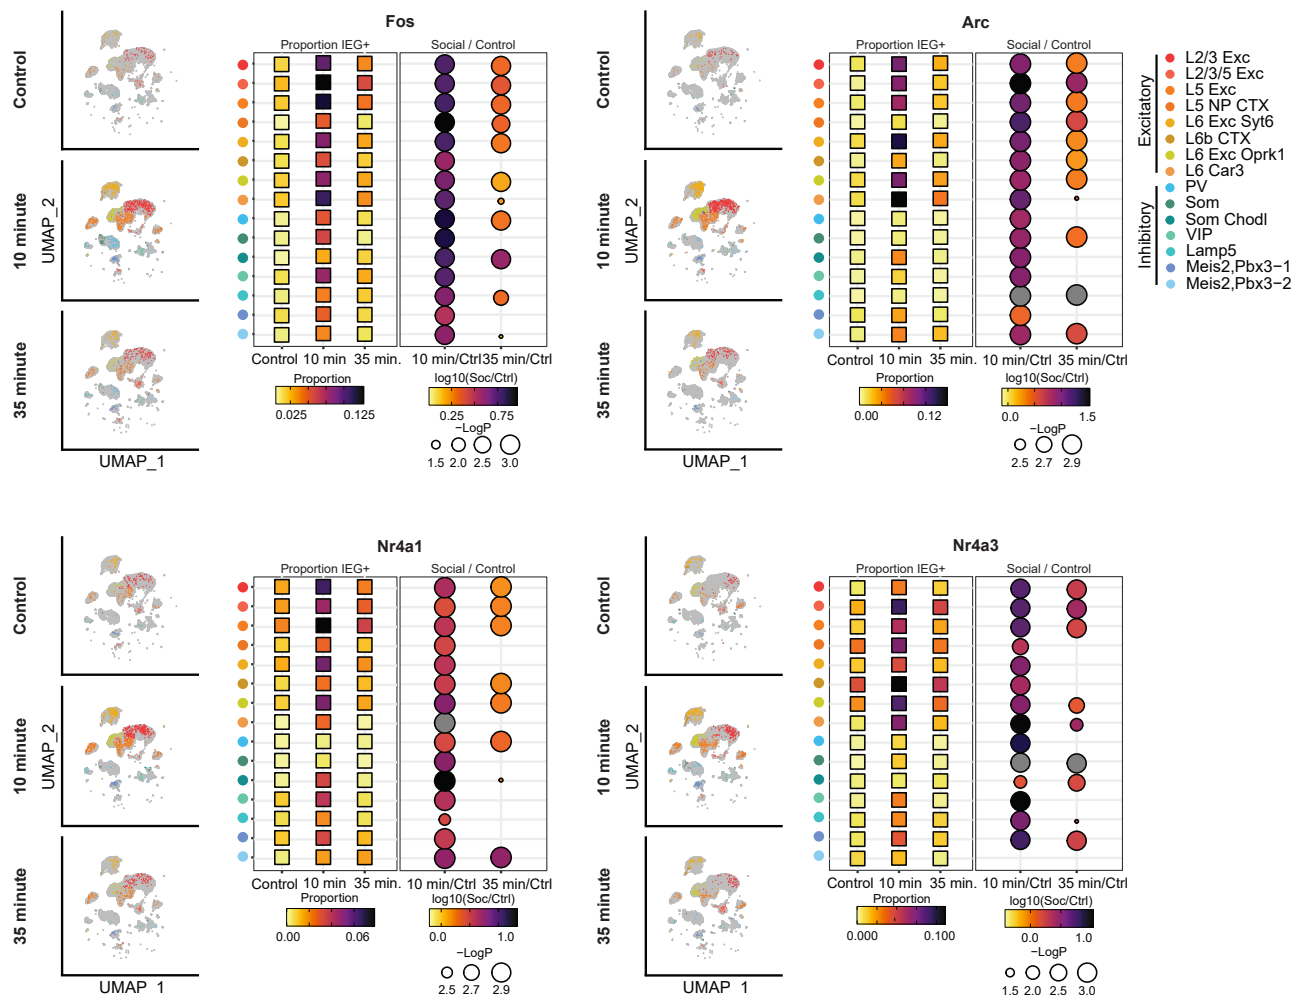 Fos
Control
10 minute
35 minute
UMAP_2
UMAP_1
Proportion IEG+
Social / Control
Control
10 min
35 min.
10 min/Ctrl
35 min/Ctrl
Proportion
0.025
0.125
log10(Soc/Ctrl)
0.25
0.75
−LogP
1.5
2.0
2.5
3.0
Arc
Control
10 minute
35 minute
UMAP_2
UMAP_1
Proportion IEG+
Social / Control
Control
10 min
35 min.
10 min/Ctrl
35 min/Ctrl
Proportion
0.00
0.12
log10(Soc/Ctrl)
0.0
1.5
−LogP
2.5
2.7
2.9
Excitatory
L2/3 Exc
L2/3/5 Exc
L5 Exc
L5 NP CTX
L6 Exc Syt6
L6b CTX
L6 Exc Oprk1
L6 Car3
Inhibitory
PV
Som
Som Chodl
VIP
Lamp5
Meis2,Pbx3−1
Meis2,Pbx3−2
Nr4a1
Control
10 minute
35 minute
UMAP_2
UMAP 1
Proportion IEG+
Social / Control
Control
10 min
35 min.
10 min/Ctrl
35 min/Ctrl
Proportion
0.00
0.06
log10(Soc/Ctrl)
0.0
1.0
−LogP
2.5
2.7
2.9
Nr4a3
Control
10 minute
35 minute
UMAP_2
UMAP 1
Proportion IEG+
Social / Control
Control
10 min
35 min.
10 min/Ctrl
35 min/Ctrl
Proportion
0.000
0.100
log10(Soc/Ctrl)
0.0
1.0
−LogP
1.5
2.0
2.5
3.0